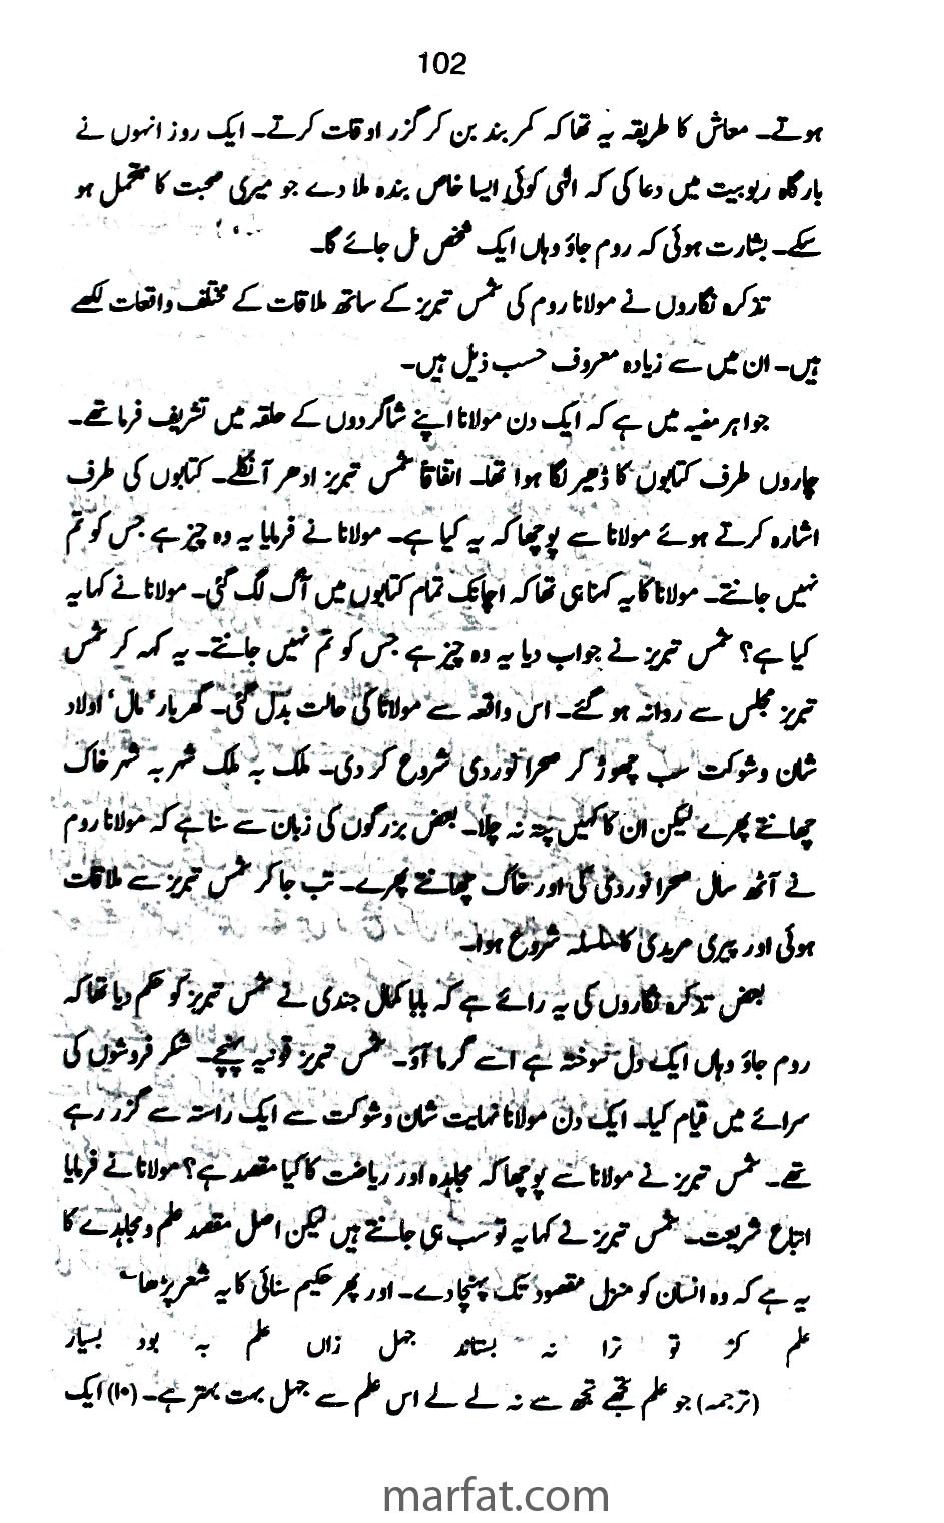 102
ہوتے۔ معاش کا طریقہ یہ تھا کہ کمر بند بن کر گزر اوقات کرتے۔ ایک روز انہوں نے
بارگاہ ربوبیت میں دعا کی کہ الٰہی کوئی ایسا خاص بندہ ملا دے جو میری محبت کا متحمل ہو
سکے۔ بشارت ہوئی کہ روم جاؤ وہاں ایک شخص مل جائے گا۔
تذکرہ نگاروں نے مولانا روم کی شمس تبریز کے ساتھ ملاقات کے مختلف واقعات لکھے
ہیں۔ ان میں سے زیادہ معروف حسب ذیل ہیں۔
جواہر مفیہ میں ہے کہ ایک دن مولانا اپنے شاگردوں کے حلقہ میں تشریف فرما تھے۔
چاروں طرف کتابوں کا ڈھیر لگا ہوا تھا۔ اتفاقاً شمس تبریز ادھر آ نکلے۔ کتابوں کی طرف
اشارہ کرتے ہوئے مولانا سے پوچھا کہ یہ کیا ہے۔ مولانا نے فرمایا یہ وہ چیز ہے جس کو تم
نہیں جانتے۔ مولانا کا یہ کہنا ہی تھا کہ اچانک تمام کتابوں میں آگ لگ گئی۔ مولانا نے کہا یہ
کیا ہے؟ شمس تبریز نے جواب دیا یہ وہ چیز ہے جس کو تم نہیں جانتے۔ یہ کہہ کر شمس
تبریز مجلس سے روانہ ہو گئے۔ اس واقعہ سے مولانا کی حالت بدل گئی۔ گھر بار‘ مال‘ اولاد
شان و شوکت سب چھوڑ کر صحرا نوردی شروع کر دی۔ ملک بہ ملک شہر بہ شہر خاک
چھانتے پھرے لیکن ان کا کہیں پتہ نہ چلا۔ بعض بزرگوں کی زبان سے سنا ہے کہ مولانا روم
نے آٹھ سال صحرا نوردی کی اور خاک چھانتے پھرے۔ تب جا کر شمس تبریز سے ملاقات
ہوئی اور پیری مریدی کا سلسلہ شروع ہوا۔
بعض تذکرہ نگاروں کی یہ رائے ہے کہ بابا کمال جندی نے شمس تبریز کو حکم دیا تھا کہ
روم جاؤ وہاں ایک دل سوختہ ہے اسے گرما آؤ۔ شمس تبریز قونیہ پہنچے۔ شکر فروشوں کی
سرائے میں قیام کیا۔ ایک دن مولانا نہایت شان و شوکت سے ایک راستہ سے گزر رہے
تھے۔ شمس تبریز نے مولانا سے پوچھا کہ مجاہدہ اور ریاضت کا کیا مقصد ہے؟ مولانا نے فرمایا
اتباع شریعت۔ شمس تبریز نے کہا یہ تو سب ہی جانتے ہیں لیکن اصل مقصد علم و مجاہدے کا
یہ ہے کہ وہ انسان کو منزل مقصود تک پہنچا دے۔ اور پھر حکیم سنائی کا یہ شعر پڑھا
علم کز تو ترا نہ بستاند جہل زاں علم بہ بود بسیار
(ترجمہ) جو علم تجھے تجھ سے نہ لے لے اس علم سے جہل بہت بہتر ہے۔ (۱۰) ایک
marfat.com